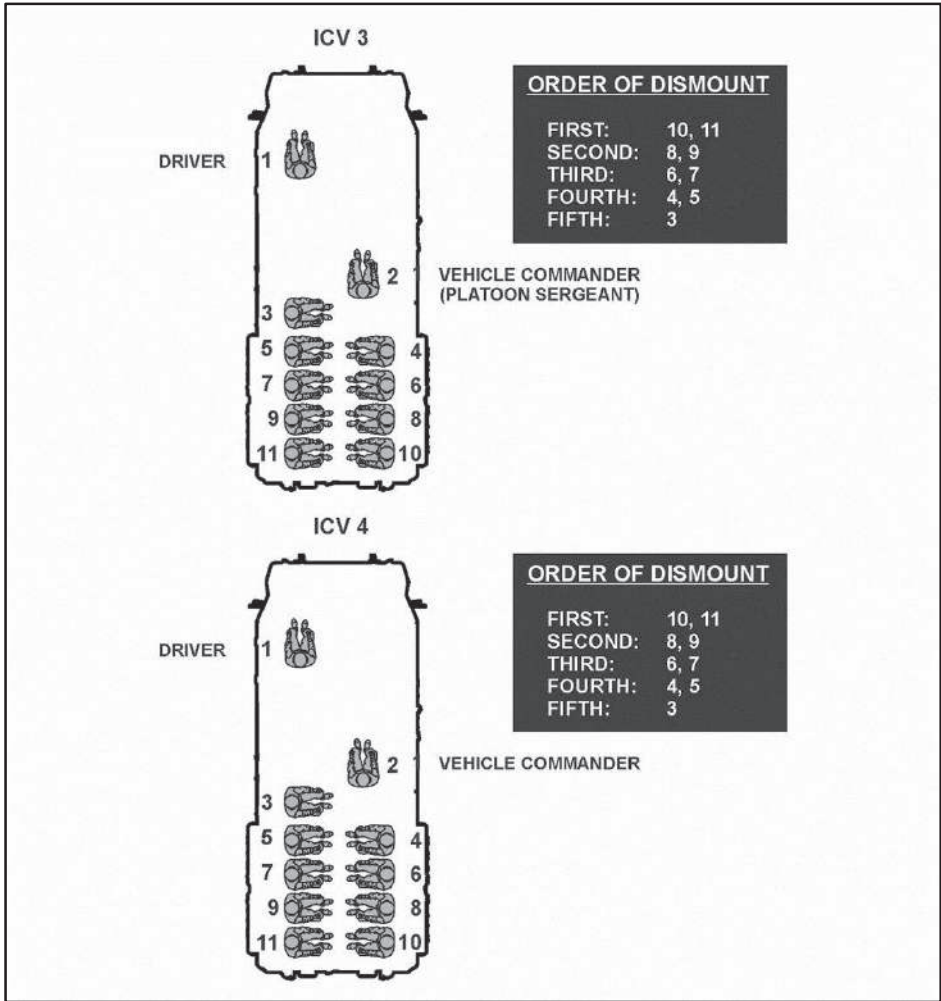 ICV 3
ORDER OF DISMOUNT
FIRST: 10, 11
SECOND: 8, 9
THIRD: 6, 7
FOURTH: 4, 5
FIFTH: 3
DRIVER 1
2 VEHICLE COMMANDER
(PLATOON SERGEANT)
3
5 4
7 6
9 8
11 10
ICV 4
ORDER OF DISMOUNT
FIRST: 10, 11
SECOND: 8, 9
THIRD: 6, 7
FOURTH: 4, 5
FIFTH: 3
DRIVER 1
2 VEHICLE COMMANDER
3
5 4
7 6
9 8
11 10